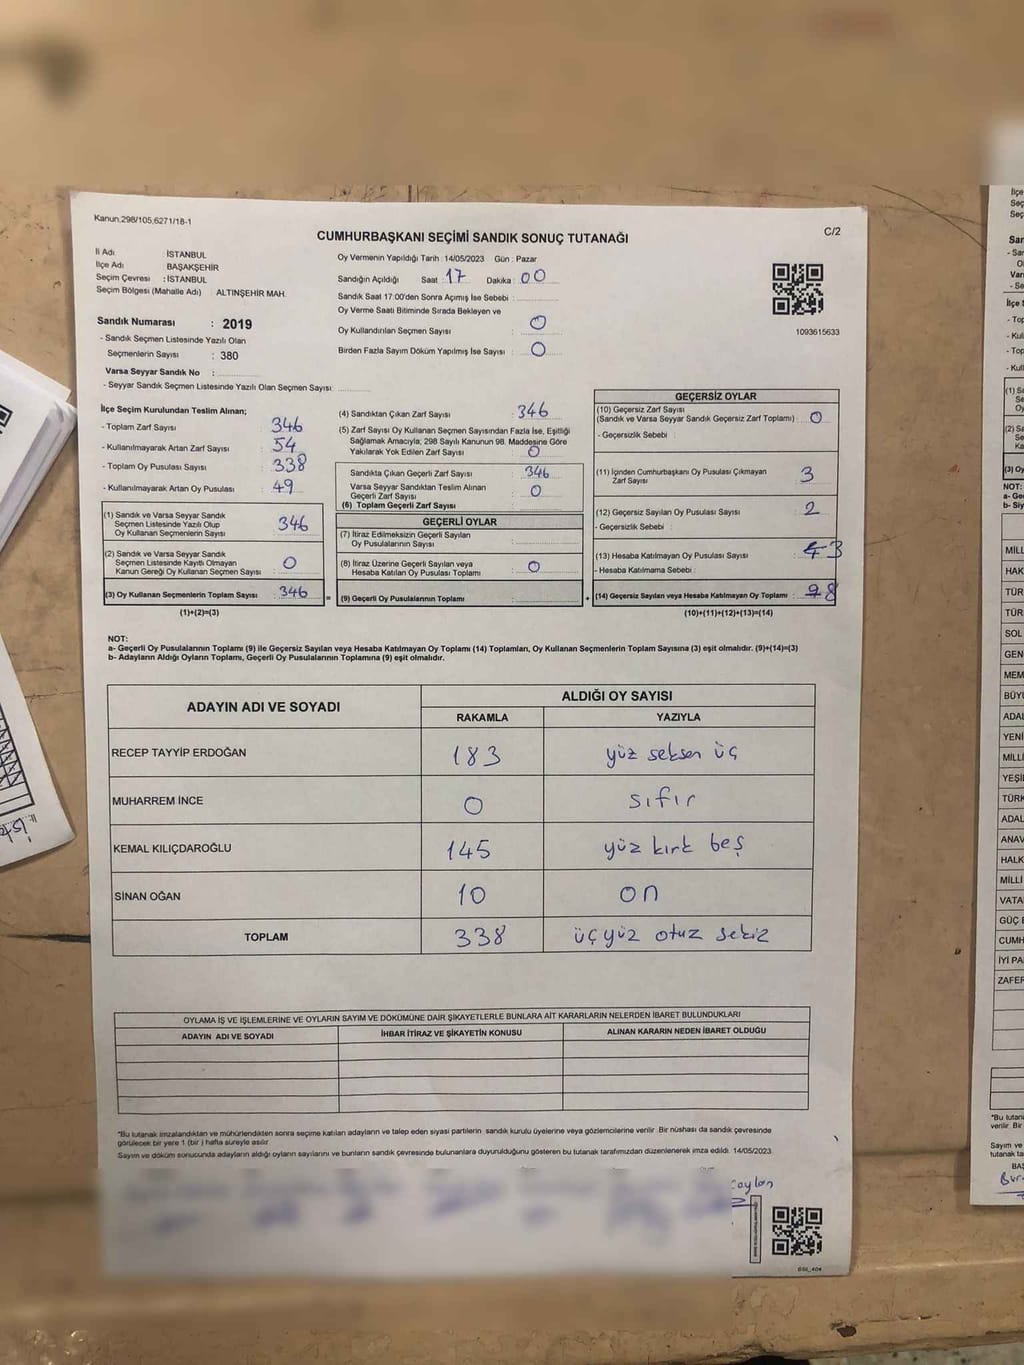 Kanun.298/105,6271/18-1
C/2
CUMHURBAŞKANI SEÇİMİ SANDIK SONUÇ TUTANAĞI
İl Adı : İSTANBUL
İlçe Adı : BAŞAKŞEHİR
Seçim Çevresi : İSTANBUL
Seçim Bölgesi (Mahalle Adı) : ALTINŞEHİR MAH.
Sandık Numarası : 2019
- Sandık Seçmen Listesinde Yazılı Olan
Seçmenlerin Sayısı : 380
Varsa Seyyar Sandık No :
- Seyyar Sandık Seçmen Listesinde Yazılı Olan Seçmen Sayısı:
Oy Vermenin Yapıldığı Tarih : 14/05/2023 Gün : Pazar
Sandığın Açıldığı Saat : 17 Dakika : 00
Sandık Saat 17:00'den Sonra Açımış İse Sebebi :
Oy Verme Saati Bitiminde Sırada Bekleyen ve
Oy Kullandırılan Seçmen Sayısı : 0
Birden Fazla Sayım Döküm Yapılmış İse Sayısı : 0
1093615633
İlçe Seçim Kurulundan Teslim Alınan;
- Toplam Zarf Sayısı : 346
- Kullanılmayarak Artan Zarf Sayısı : 54
- Toplam Oy Pusulası Sayısı : 338
- Kullanılmayarak Artan Oy Pusulası : 49
(1) Sandık ve Varsa Seyyar Sandık
Seçmen Listesinde Yazılı Olup
Oy Kullanan Seçmenlerin Sayısı : 346
(2) Sandık ve Varsa Seyyar Sandık
Seçmen Listesinde Kayıtlı Olmayan
Kanun Gereği Oy Kullanan Seçmen Sayısı : 0
(3) Oy Kullanan Seçmenlerin Toplam Sayısı : 346
(1)+(2)=(3)
(4) Sandıktan Çıkan Zarf Sayısı : 346
(5) Zarf Sayısı Oy Kullanan Seçmen Sayısından Fazla İse, Eşitliği
Sağlamak Amacıyla; 298 Sayılı Kanunun 98. Maddesine Göre
Yakılarak Yok Edilen Zarf Sayısı : 0
Sandıkta Çıkan Geçerli Zarf Sayısı : 346
Varsa Seyyar Sandıktan Teslim Alınan
Geçerli Zarf Sayısı : 0
(6) Toplam Geçerli Zarf Sayısı :
GEÇERLİ OYLAR
(7) İtiraz Edilmeksizin Geçerli Sayılan
Oy Pusulalarının Sayısı :
(8) İtiraz Üzerine Geçerli Sayılan veya
Hesaba Katılan Oy Pusulası Toplamı : 0
= (9) Geçerli Oy Pusulalarının Toplamı :
GEÇERSİZ OYLAR
(10) Geçersiz Zarf Sayısı
(Sandık ve Varsa Seyyar Sandık Geçersiz Zarf Toplamı) : 0
- Geçersizlik Sebebi :
(11) İçinden Cumhurbaşkanı Oy Pusulası Çıkmayan
Zarf Sayısı : 3
(12) Geçersiz Sayılan Oy Pusulası Sayısı : 2
- Geçersizlik Sebebi :
(13) Hesaba Katılmayan Oy Pusulası Sayısı : 3
- Hesaba Katılmama Sebebi :
+ (14) Geçersiz Sayılan veya Hesaba Katılmayan Oy Toplamı : 8
(10)+(11)+(12)+(13)=(14)
NOT:
a- Geçerli Oy Pusulalarının Toplamı (9) ile Geçersiz Sayılan veya Hesaba Katılmayan Oy Toplamı (14) Toplamları, Oy Kullanan Seçmenlerin Toplam Sayısına (3) eşit olmalıdır. (9)+(14)=(3)
b- Adayların Aldığı Oyların Toplamı, Geçerli Oy Pusulalarının Toplamına (9) eşit olmalıdır.
ADAYIN ADI VE SOYADI
ALDIĞI OY SAYISI
RAKAMLA YAZIYLA
RECEP TAYYİP ERDOĞAN 183 yüz seksen üç
MUHARREM İNCE 0 sıfır
KEMAL KILIÇDAROĞLU 145 yüz kırk beş
SİNAN OĞAN 10 on
TOPLAM 338 üçyüz otuz sekiz
OYLAMA İŞ VE İŞLEMLERİNE VE OYLARIN SAYIM VE DÖKÜMÜNE DAİR ŞİKAYETLERLE BUNLARA AİT KARARLARIN NELERDEN İBARET BULUNDUKLARI
ADAYIN ADI VE SOYADI
İHBAR İTİRAZ VE ŞİKAYETİN KONUSU
ALINAN KARARIN NEDEN İBARET OLDUĞU
*Bu tutanak imzalandıktan ve mühürlendikten sonra seçime katılan adayların ve talep eden siyasi partilerin sandık kurulu üyelerine veya gözlemcilerine verilir. Bir nüshası da sandık çevresinde
görülecek bir yere 1 (bir) hafta süreyle asılır.
Sayım ve döküm sonucunda adayların aldığı oyların sayılarını ve bunların sandık çevresinde bulunanlara duyurulduğunu gösteren bu tutanak tarafımızdan düzenlenerek imza edildi. 14/05/2023